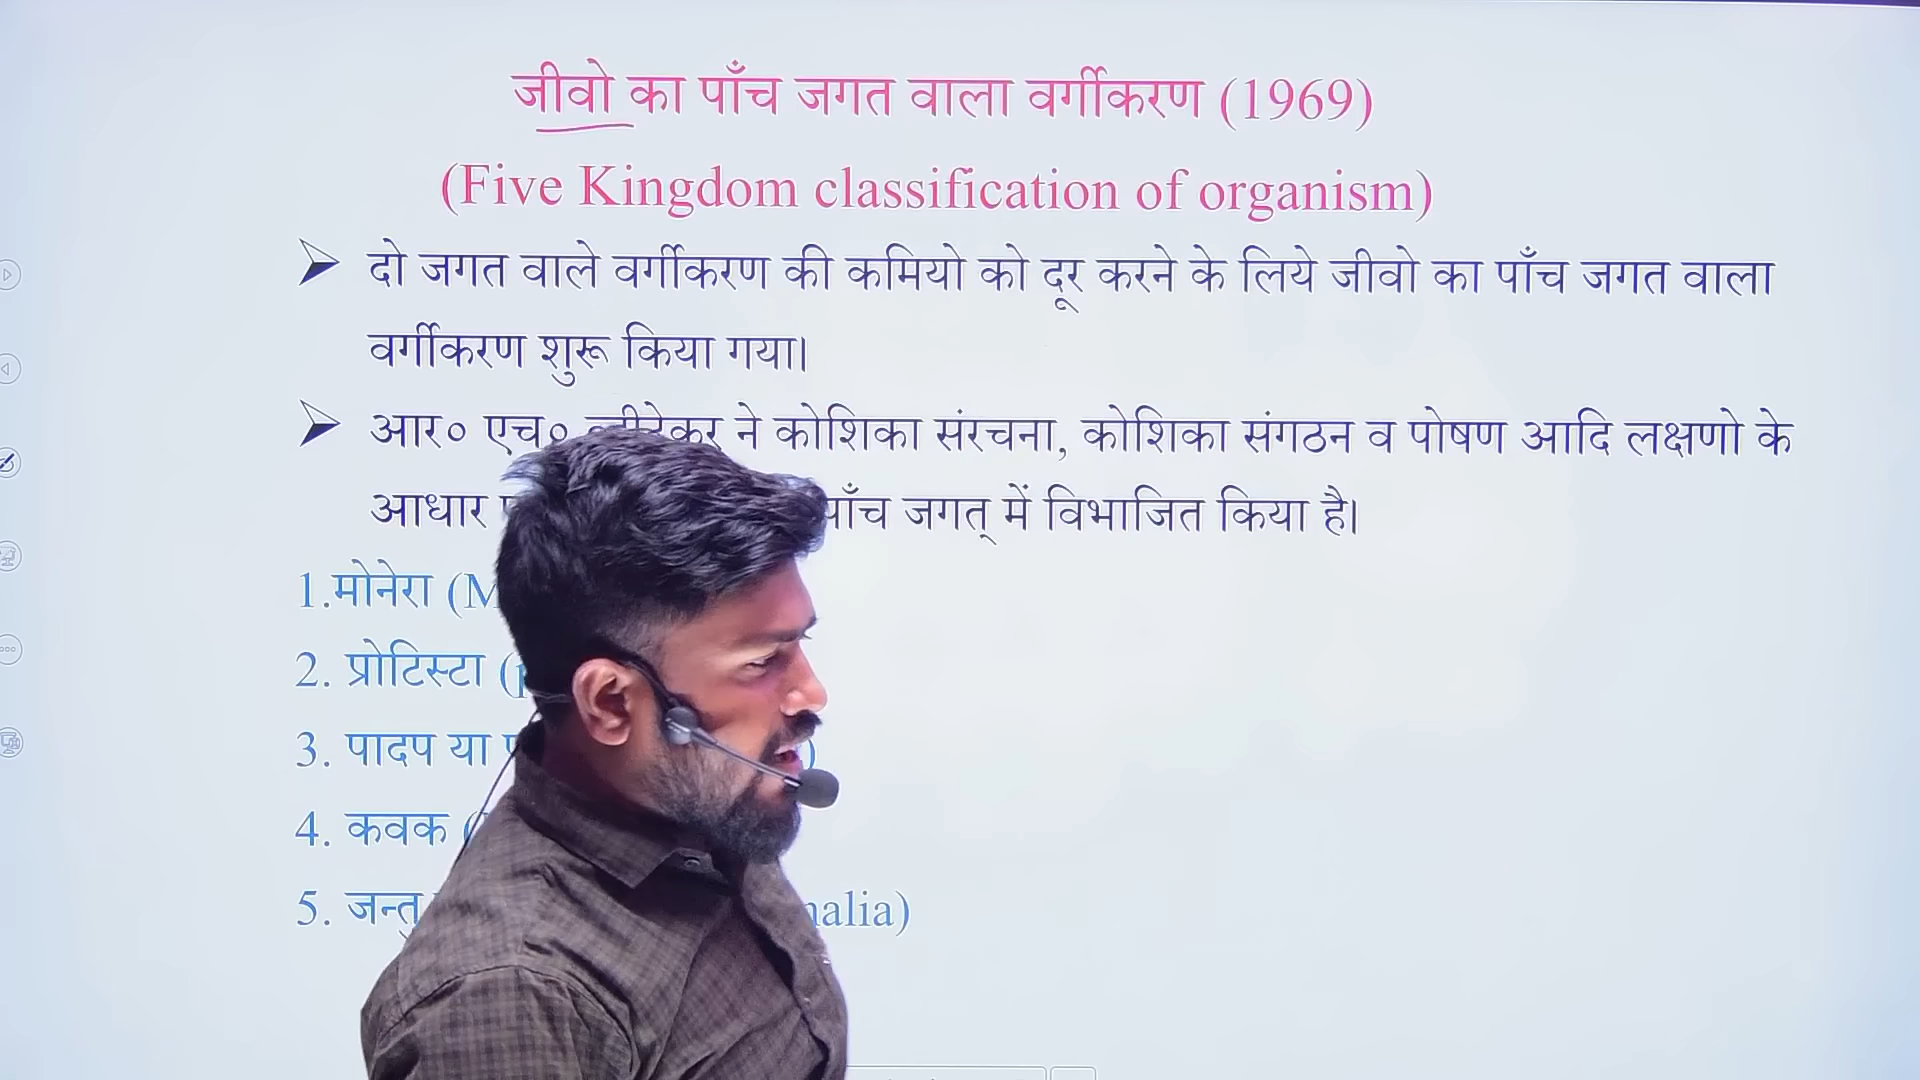 जीवो का पाँच जगत वाला वर्गीकरण (1969)
(Five Kingdom classification of organism)
दो जगत वाले वर्गीकरण की कमियो को दूर करने के लिये जीवो का पाँच जगत वाला
वर्गीकरण शुरू किया गया।
आर० एच० ने कोशिका संरचना, कोशिका संगठन व पोषण आदि लक्षणो के
आधार पाँच जगत् में विभाजित किया है।
1.मोनेरा
2. प्रोटिस्टा
3. पादप या
4. कवक
5. जन्तु